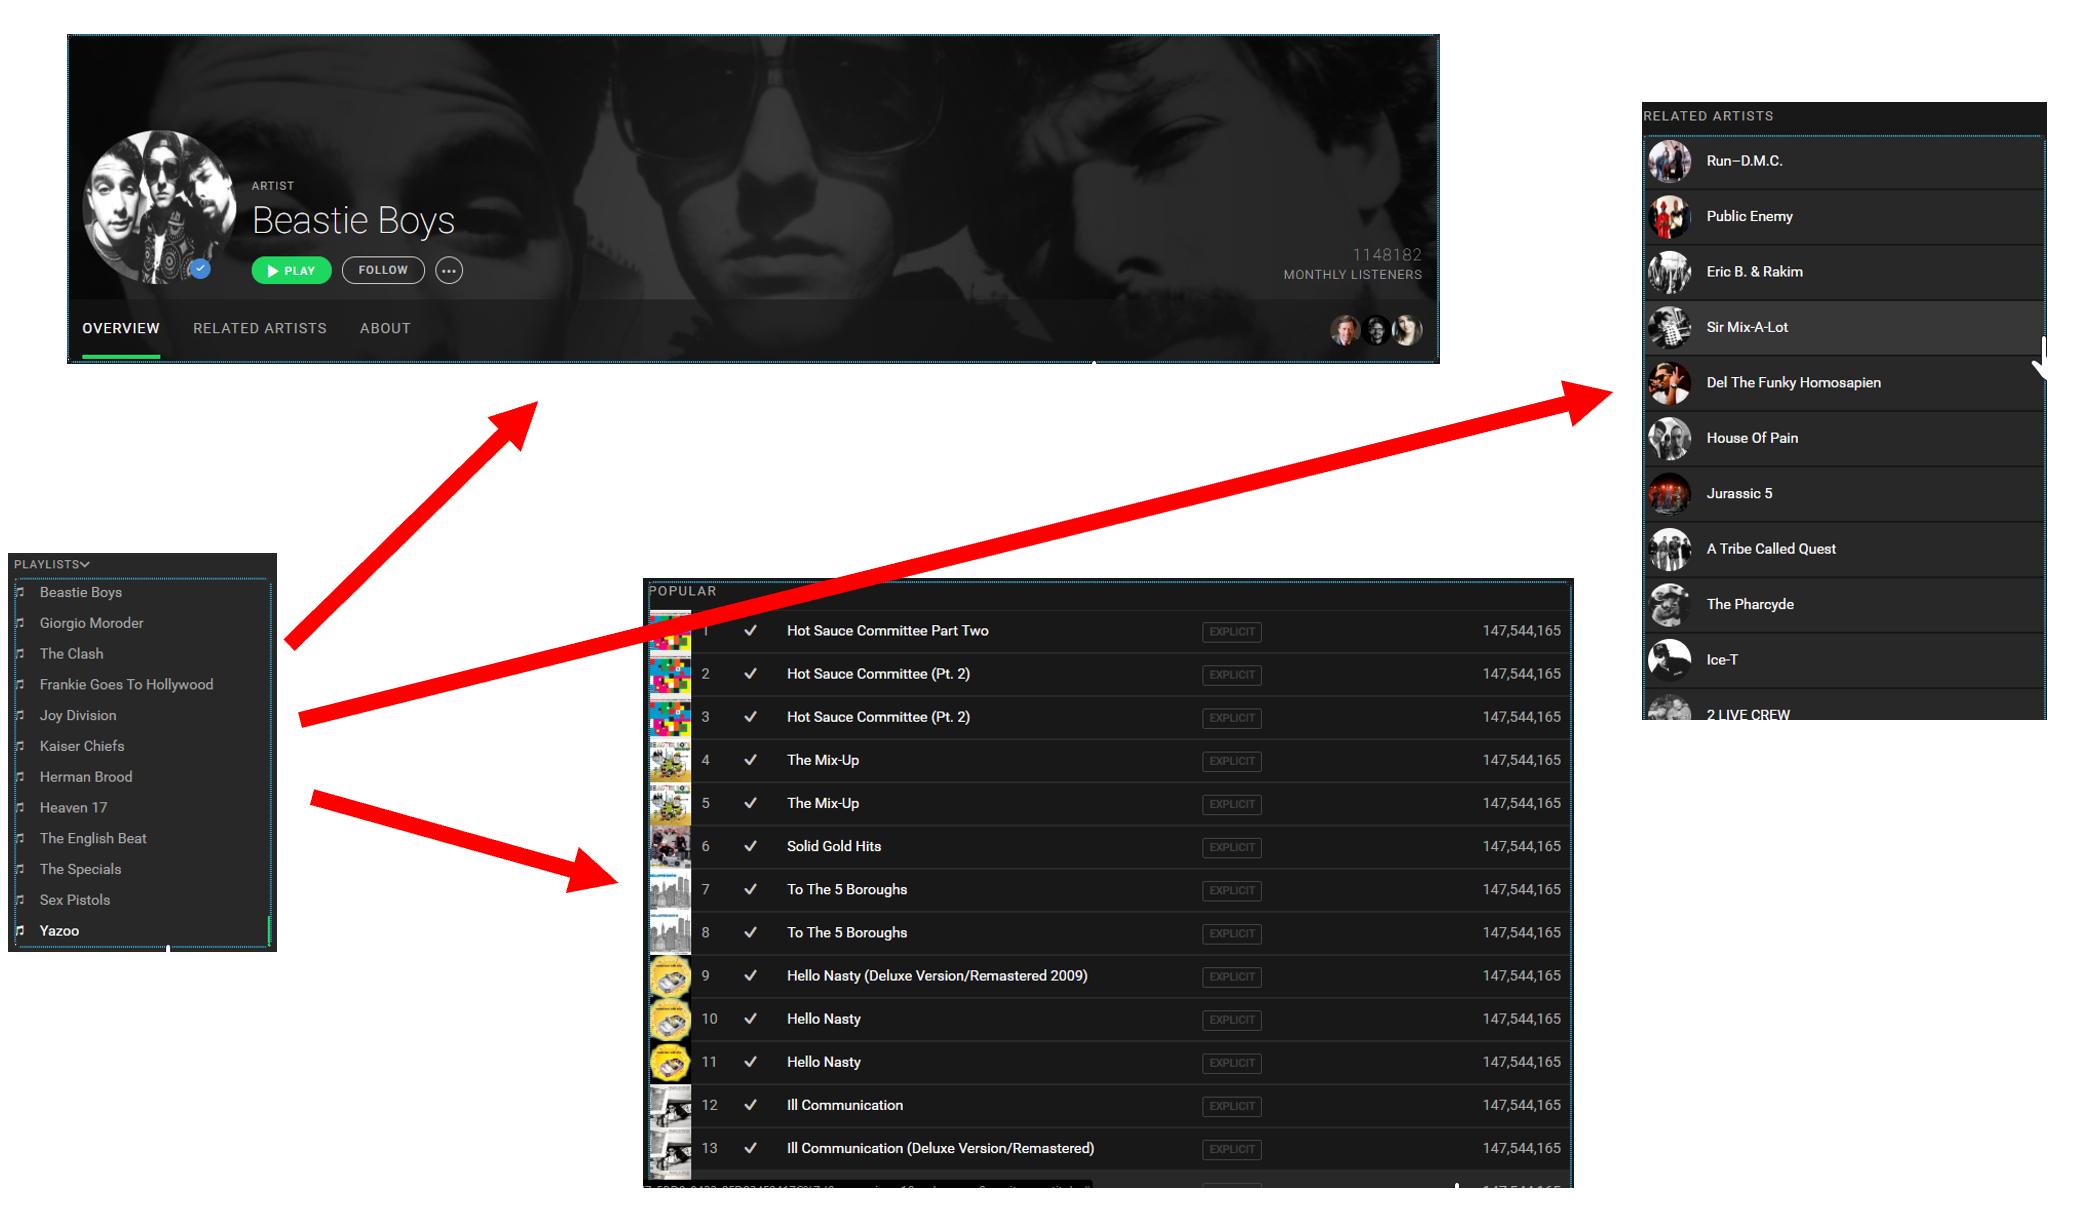 ARTIST
Beastie Boys
PLAY
FOLLOW
1148182
MONTHLY LISTENERS
OVERVIEW
RELATED ARTISTS
ABOUT
RELATED ARTISTS
Run–D.M.C.
Public Enemy
Eric B. & Rakim
Sir Mix-A-Lot
Del The Funky Homosapien
House Of Pain
Jurassic 5
A Tribe Called Quest
The Pharcyde
Ice-T
2 LIVE CREW
PLAYLISTS
Beastie Boys
Giorgio Moroder
The Clash
Frankie Goes To Hollywood
Joy Division
Kaiser Chiefs
Herman Brood
Heaven 17
The English Beat
The Specials
Sex Pistols
Yazoo
POPULAR
1 Hot Sauce Committee Part Two EXPLICIT 147,544,165
2 Hot Sauce Committee (Pt. 2) EXPLICIT 147,544,165
3 Hot Sauce Committee (Pt. 2) EXPLICIT 147,544,165
4 The Mix-Up EXPLICIT 147,544,165
5 The Mix-Up EXPLICIT 147,544,165
6 Solid Gold Hits EXPLICIT 147,544,165
7 To The 5 Boroughs EXPLICIT 147,544,165
8 To The 5 Boroughs EXPLICIT 147,544,165
9 Hello Nasty (Deluxe Version/Remastered 2009) EXPLICIT 147,544,165
10 Hello Nasty EXPLICIT 147,544,165
11 Hello Nasty EXPLICIT 147,544,165
12 Ill Communication EXPLICIT 147,544,165
13 Ill Communication (Deluxe Version/Remastered) EXPLICIT 147,544,165